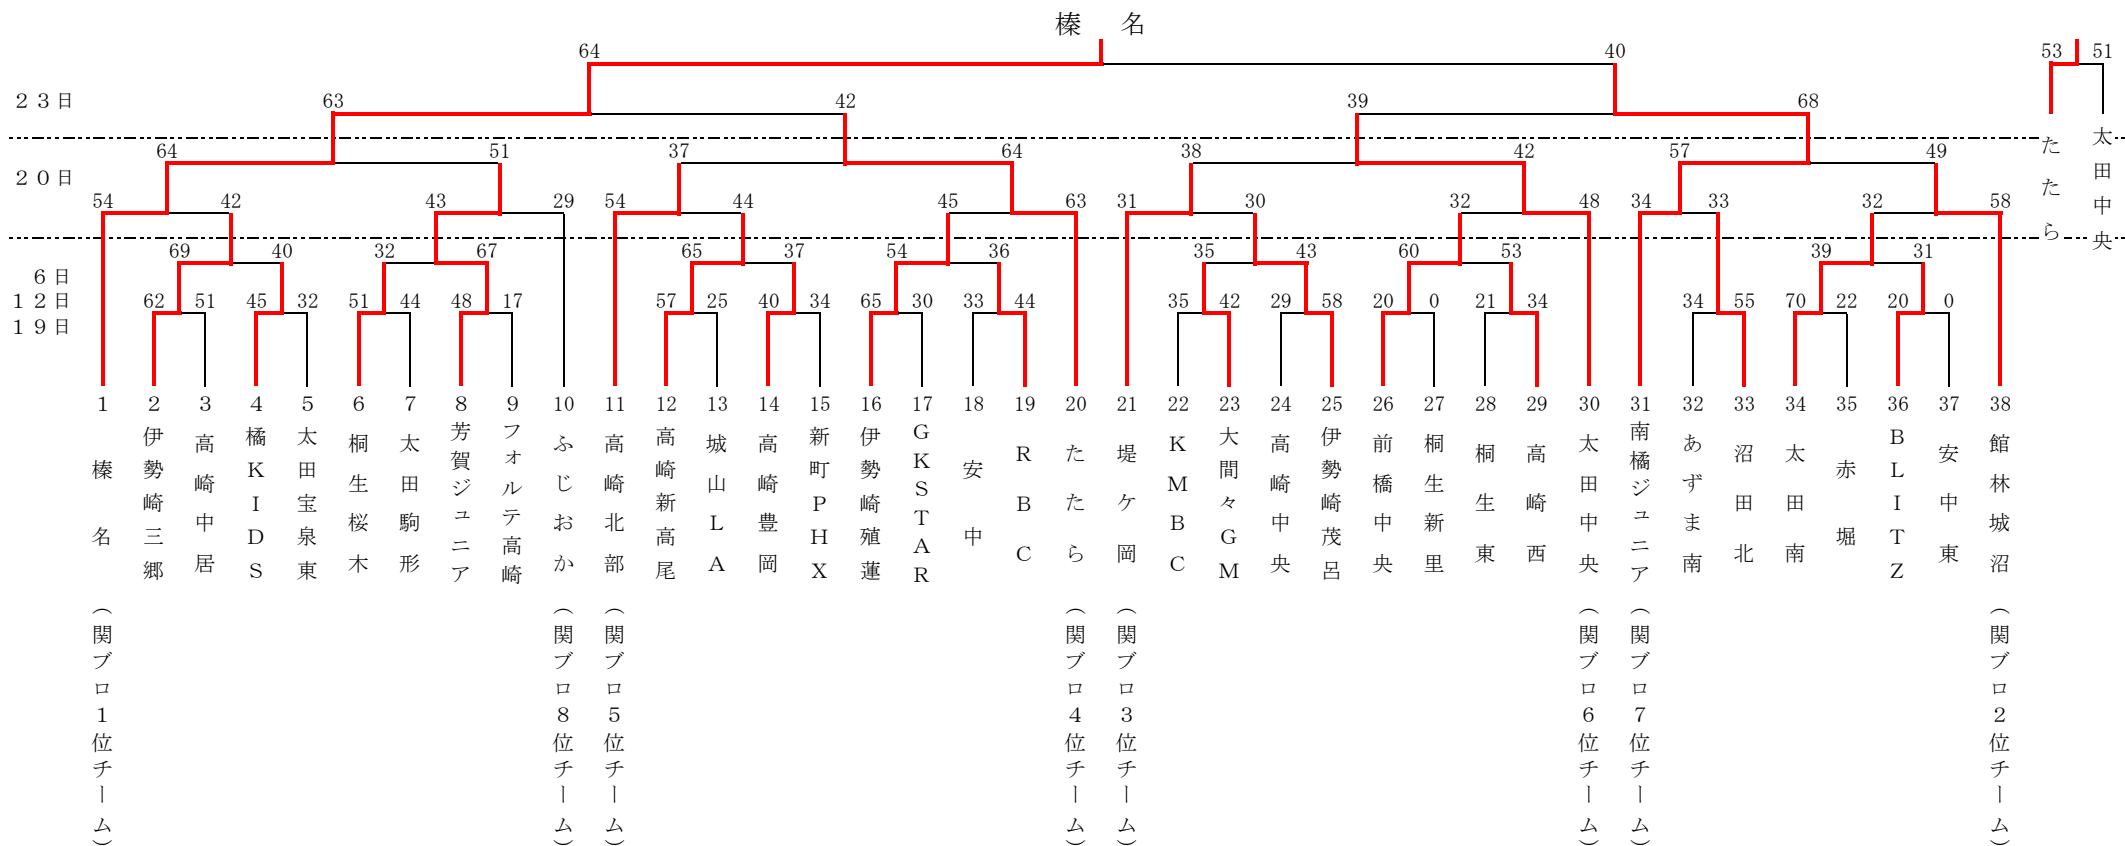 榛 名
64 40 53 51
23日 63 42 39 68
64 51 37 64 38 42 57 49
20日
54 42 43 29 54 44 45 63 31 30 32 48 34 33 32 58
69 40 32 67 65 37 54 36 35 43 60 53 39 31
6日
12日 62 51 45 32 51 44 48 17 57 25 40 34 65 30 33 44 35 42 29 58 20 0 21 34 34 55 70 22 20 0
19日
たたら
太田中央
1 榛名 (関ブロ1位チーム)
2 伊勢崎三郷
3 高崎中居
4 橘KIDS
5 太田宝泉東
6 桐生桜木
7 太田駒形
8 芳賀ジュニア
9 フォルテ高崎
10 ふじおか (関ブロ8位チーム)
11 高崎北部 (関ブロ5位チーム)
12 高崎新高尾
13 城山LA
14 高崎豊岡
15 新町PHX
16 伊勢崎殖蓮
17 GKSTAR
18 安中
19 RBC
20 たたら (関ブロ4位チーム)
21 堤ケ岡 (関ブロ3位チーム)
22 KMBC
23 大間々GM
24 高崎中央
25 伊勢崎茂呂
26 前橋中央
27 桐生新里
28 桐生東
29 高崎西
30 太田中央 (関ブロ6位チーム)
31 南橘ジュニア (関ブロ7位チーム)
32 あずま南
33 沼田北
34 太田南
35 赤堀
36 BLITZ
37 安中東
38 館林城沼 (関ブロ2位チーム)